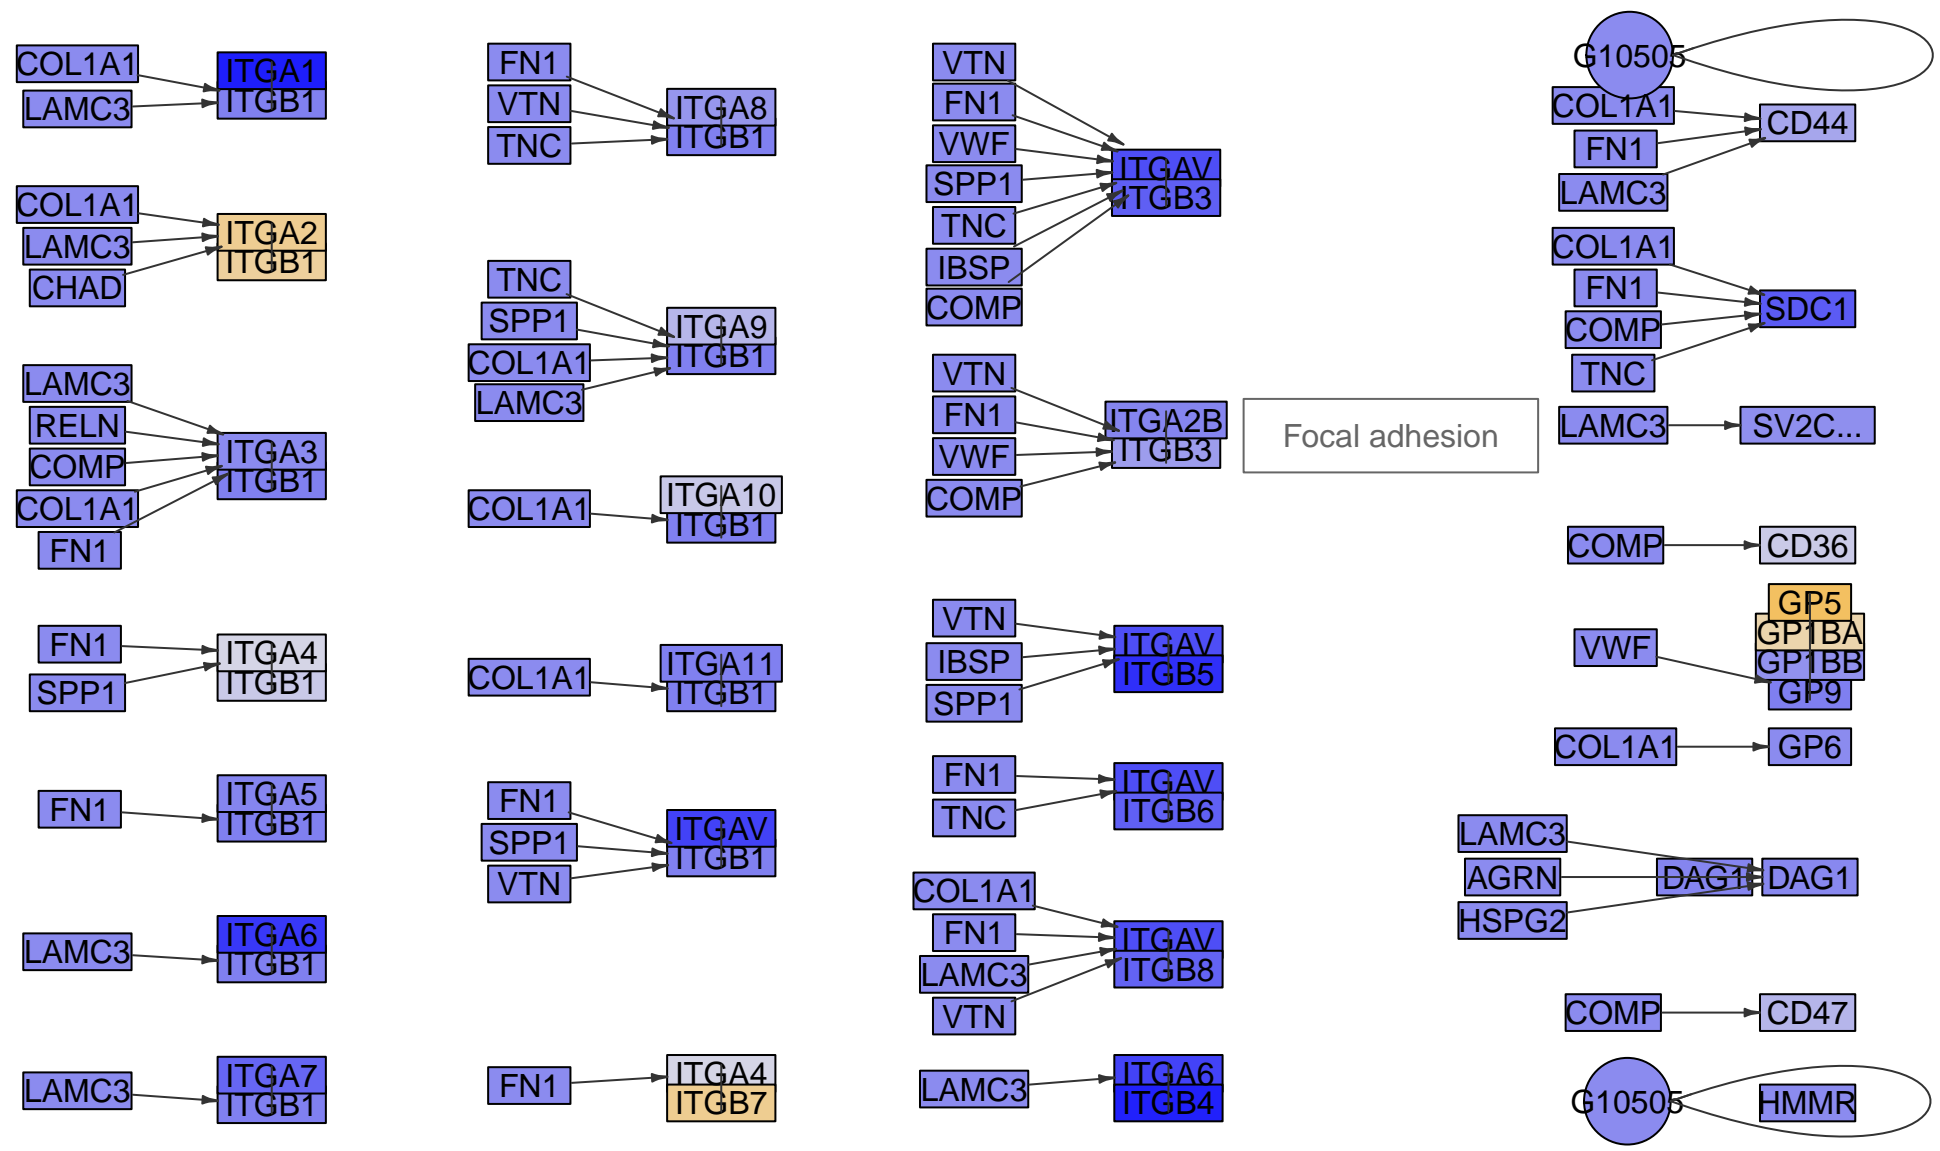 COL1A1
LAMC3
ITGA1
ITGB1
COL1A1
LAMC3
CHAD
ITGA2
ITGB1
LAMC3
RELN
COMP
COL1A1
FN1
ITGA3
ITGB1
FN1
SPP1
ITGA4
ITGB1
FN1
ITGA5
ITGB1
LAMC3
ITGA6
ITGB1
LAMC3
ITGA7
ITGB1
FN1
VTN
TNC
ITGA8
ITGB1
TNC
SPP1
COL1A1
LAMC3
ITGA9
ITGB1
COL1A1
ITGA10
ITGB1
COL1A1
ITGA11
ITGB1
FN1
SPP1
VTN
ITGAV
ITGB1
FN1
ITGA4
ITGB7
VTN
FN1
VWF
SPP1
TNC
IBSP
COMP
ITGAV
ITGB3
VTN
FN1
VWF
COMP
ITGA2B
ITGB3
Focal adhesion
VTN
IBSP
SPP1
ITGAV
ITGB5
FN1
TNC
ITGAV
ITGB6
COL1A1
FN1
LAMC3
VTN
ITGAV
ITGB8
LAMC3
ITGA6
ITGB4
G10505
COL1A1
FN1
LAMC3
CD44
COL1A1
FN1
COMP
TNC
SDC1
LAMC3
SV2C...
COMP
CD36
VWF
GP5
GP1BA
GP1BB
GP9
COL1A1
GP6
LAMC3
AGRN
HSPG2
DAG1
DAG1
COMP
CD47
G10505
HMMR